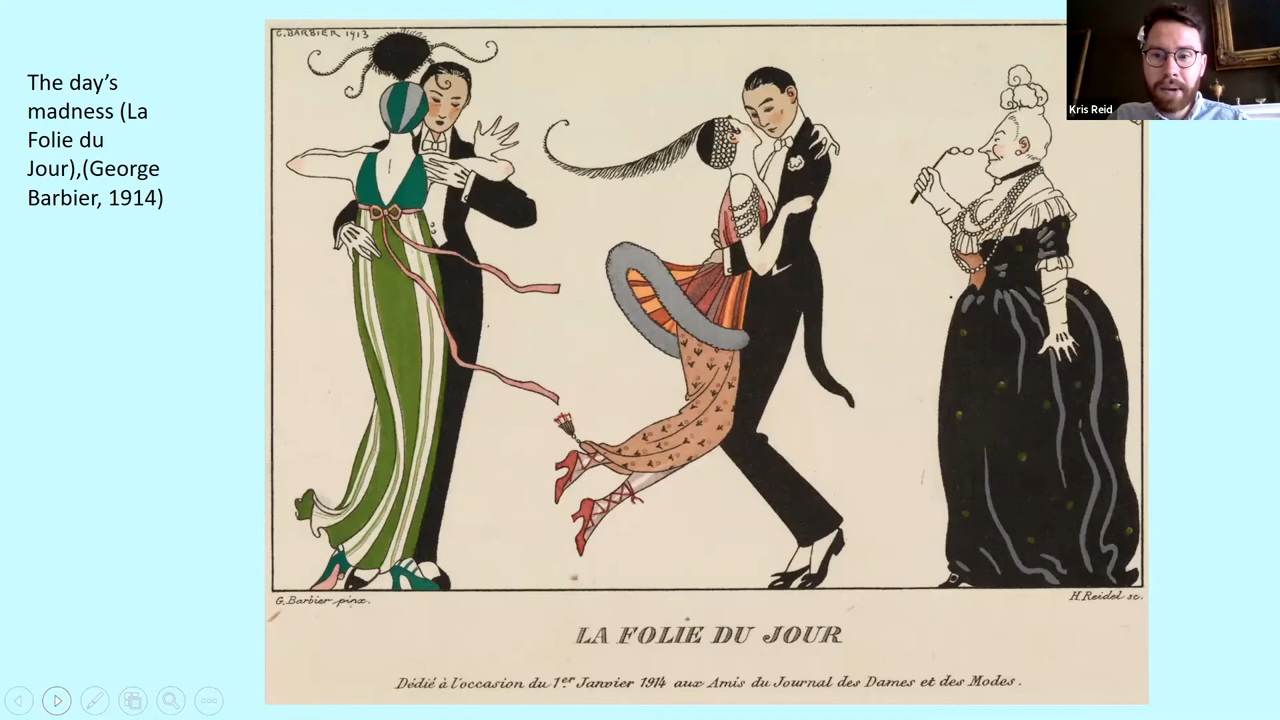 The day’s
madness (La
Folie du
Jour),(George
Barbier, 1914)
G. BARBIER 1913
Kris Reid
G. Barbier pinx.
H. Reidel sc.
LA FOLIE DU JOUR
Dédié à l'occasion du 1er Janvier 1914 aux Amis du Journal des Dames et des Modes.